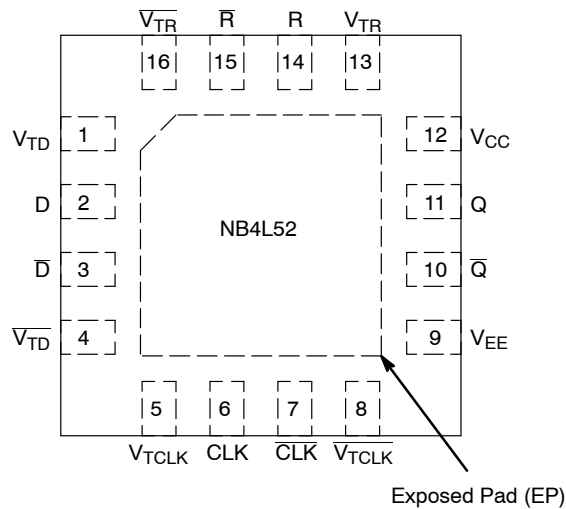 V̅T̅R̅ R̅ R VTR
16 15 14 13
VTD 1 12 VCC
D 2 11 Q
NB4L52
D̅ 3 10 Q̅
V̅T̅D̅ 4 9 VEE
5 6 7 8
VTCLK CLK C̅L̅K̅ V̅T̅C̅L̅K̅
Exposed Pad (EP)